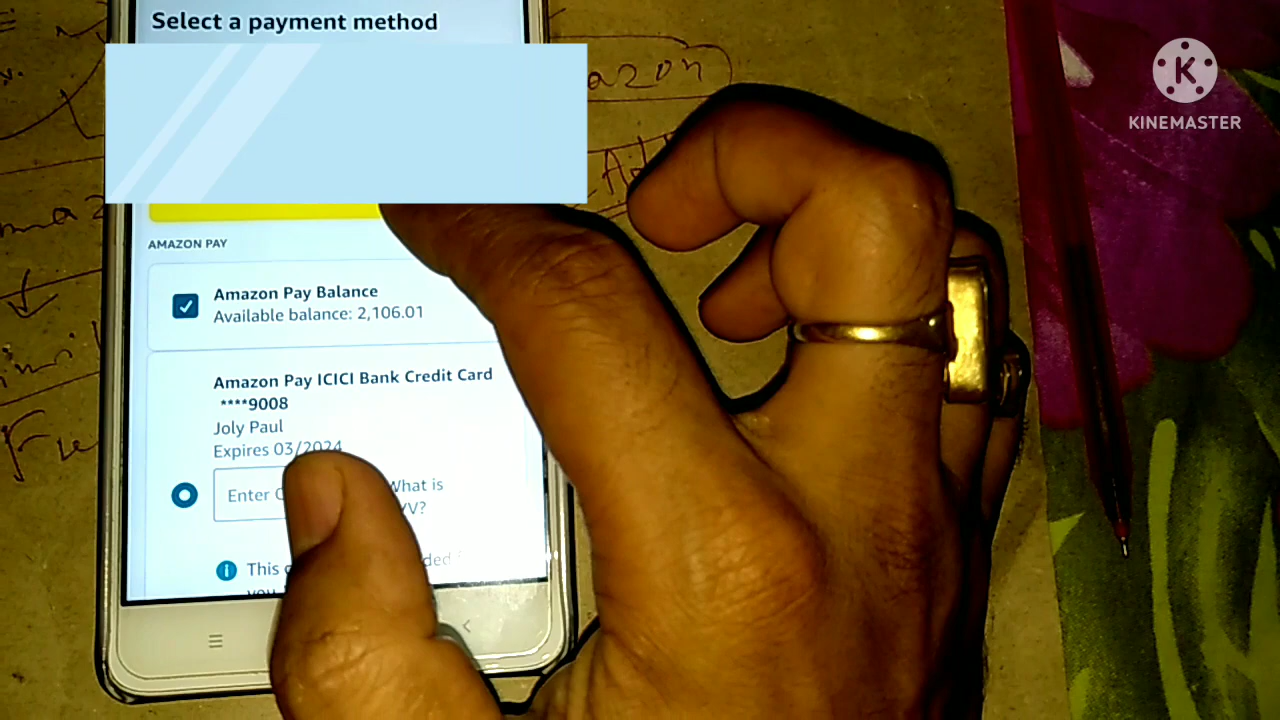 Select a payment method
KINEMASTER
AMAZON PAY
Amazon Pay Balance
Available balance: 2,106.01
Amazon Pay ICICI Bank Credit Card
****9008
Joly Paul
Expires 03/2024
Enter
What is
This
you